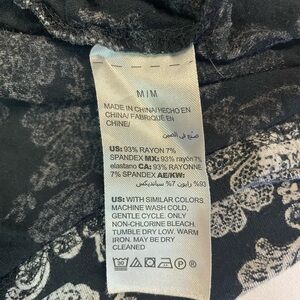 M/M
MADE IN CHINA/HECHO EN
CHINA/ FABRIQUÉ EN
CHINE/
صنع في الصين
US: 93% RAYON 7%
SPANDEX MX: 93% rayón 7%
elastano CA: 93% RAYONNE
7% SPANDEX AE/KW:
93% رايون 7% سبانديكس
US: WITH SIMILAR COLORS
MACHINE WASH COLD,
GENTLE CYCLE. ONLY
NON-CHLORINE BLEACH.
TUMBLE DRY LOW. WARM
IRON. MAY BE DRY
CLEANED